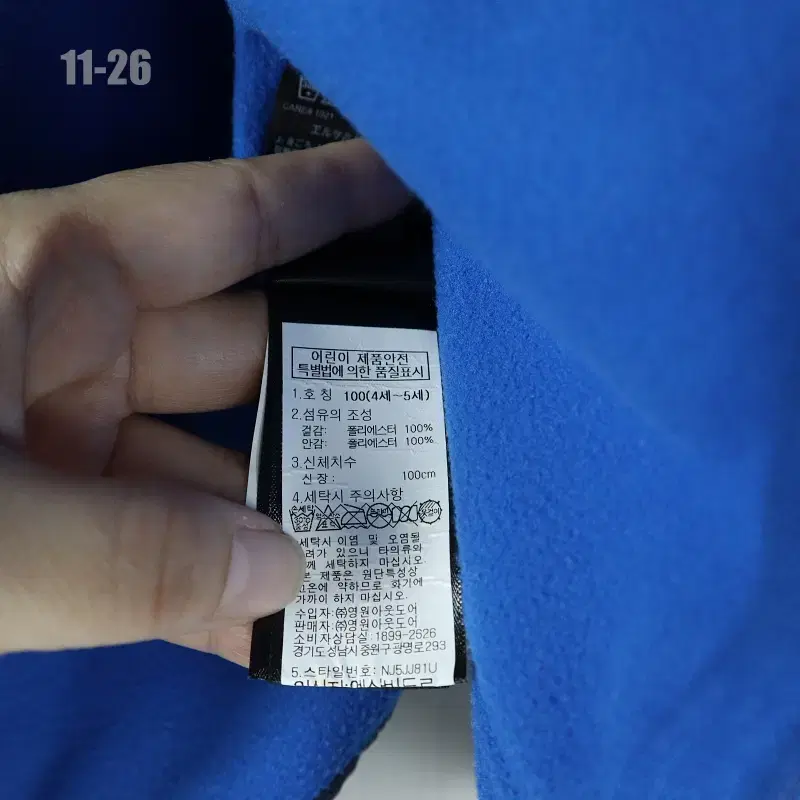 11-26
CARE# 1921
어린이 제품안전
특별법에 의한 품질표시
1.호 칭 100(4세~5세)
2.섬유의 조성
겉감: 폴리에스터 100%
안감: 폴리에스터 100%
3.신체치수
신 장: 100cm
4.세탁시 주의사항
세탁시 이염 및 오염될
려가 있으니 타의류와
께 세탁하지 마십시오.
본 제품은 원단특성상
고온에 약하므로 화기에
가까이 하지 마십시오.
수입자:㈜영원아웃도어
판매자:㈜영원아웃도어
소비자상담실:1899-2626
경기도성남시중원구광명로293
5.스타일번호: NJ5JJ81U